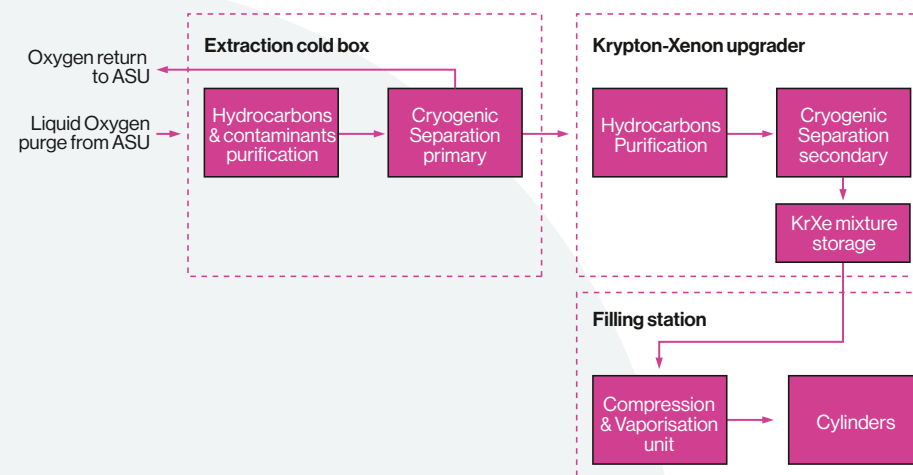 Extraction cold box
Oxygen return
to ASU
Liquid Oxygen
purge from ASU
Hydrocarbons
& contaminants
purification
Cryogenic
Separation
primary
Krypton-Xenon upgrader
Hydrocarbons
Purification
Cryogenic
Separation
secondary
KrXe mixture
storage
Filling station
Compression
& Vaporisation
unit
Cylinders